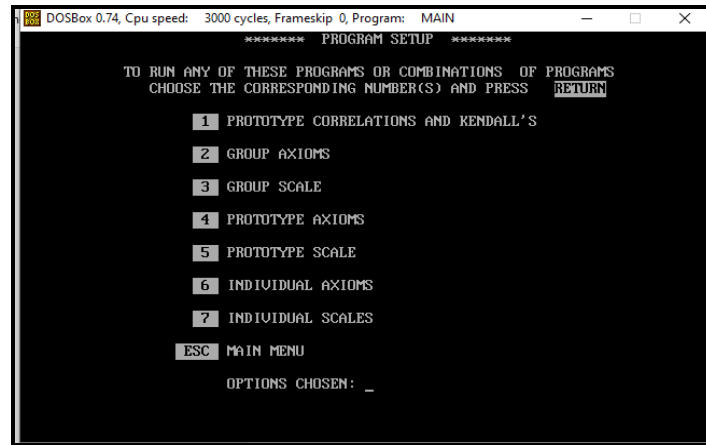 DOSBox 0.74, Cpu speed: 3000 cycles, Frameskip 0, Program: MAIN
******* PROGRAM SETUP *******
TO RUN ANY OF THESE PROGRAMS OR COMBINATIONS OF PROGRAMS
CHOOSE THE CORRESPONDING NUMBER(S) AND PRESS RETURN
1 PROTOTYPE CORRELATIONS AND KENDALL'S
2 GROUP AXIOMS
3 GROUP SCALE
4 PROTOTYPE AXIOMS
5 PROTOTYPE SCALE
6 INDIVIDUAL AXIOMS
7 INDIVIDUAL SCALES
ESC MAIN MENU
OPTIONS CHOSEN: _